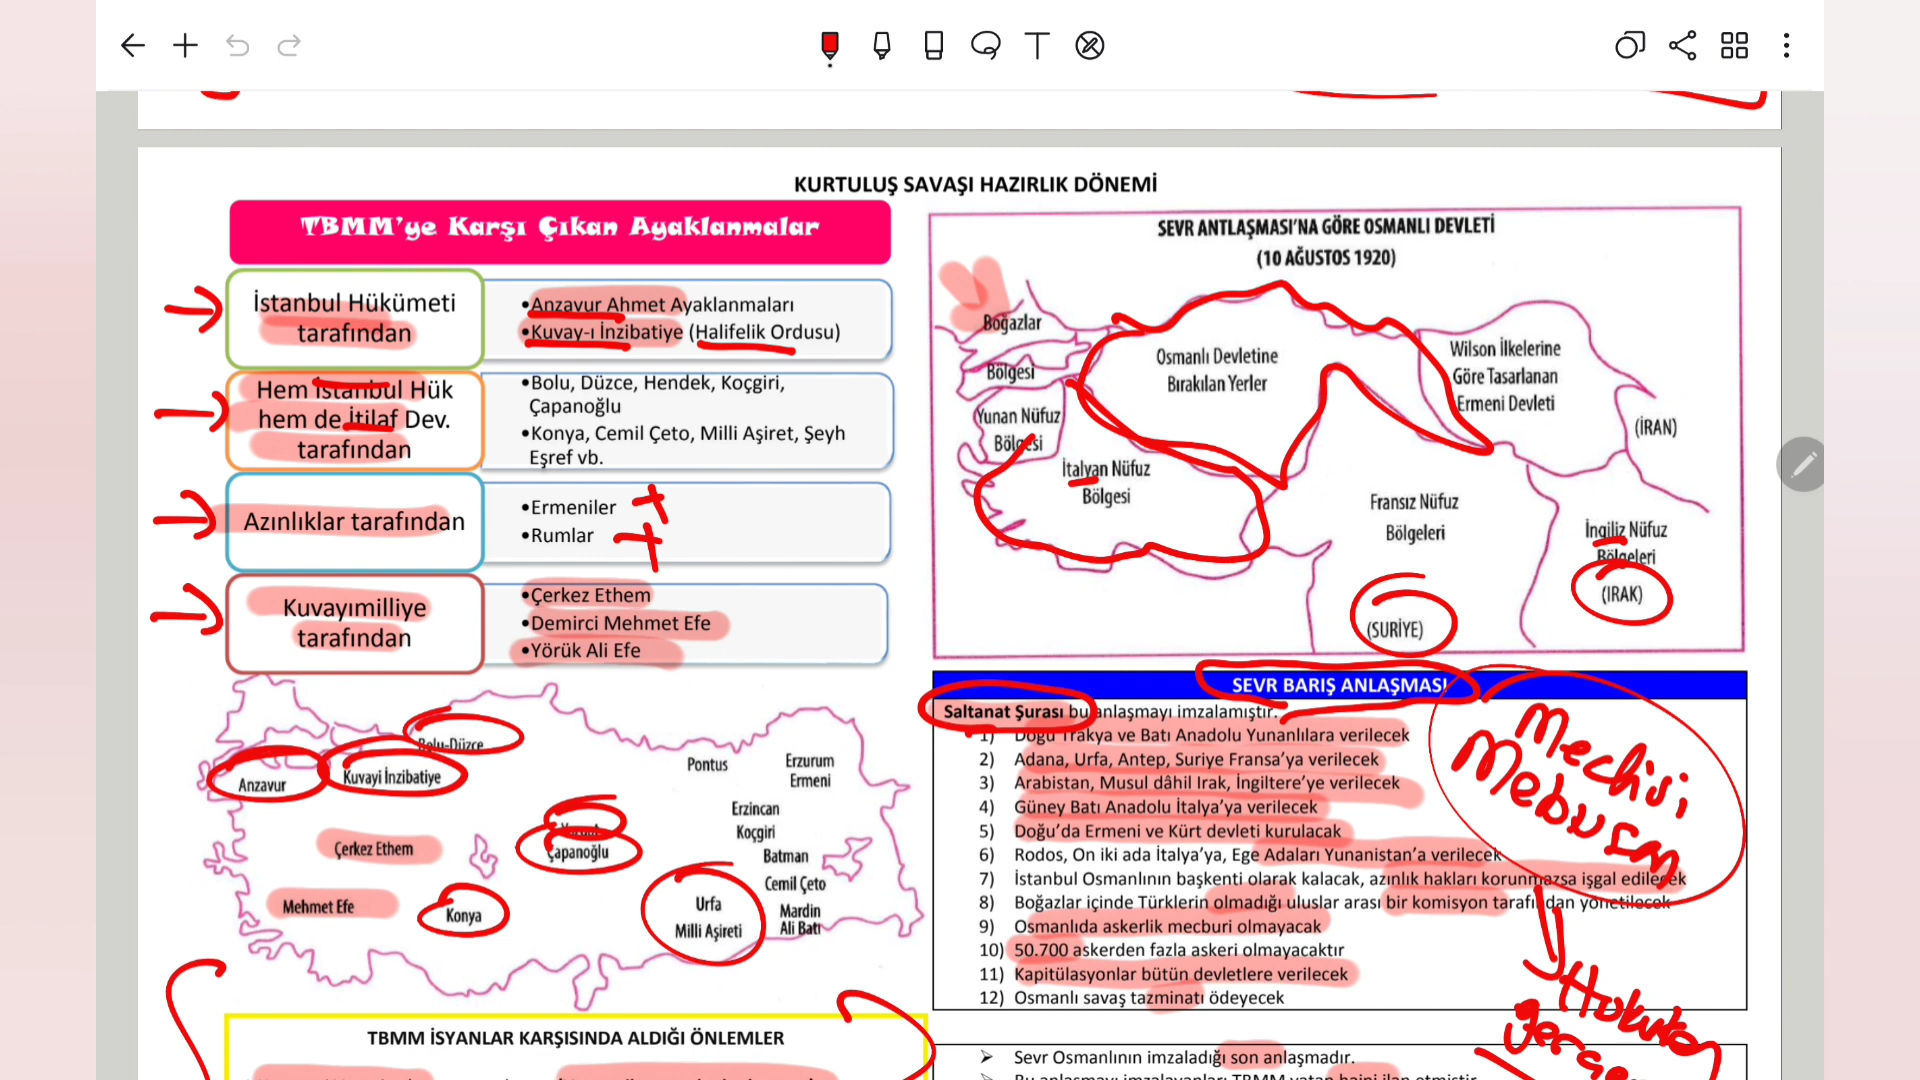 KURTULUŞ SAVAŞI HAZIRLIK DÖNEMİ
TBMM'ye Karşı Çıkan Ayaklanmalar
İstanbul Hükümeti
tarafından
•Anzavur Ahmet Ayaklanmaları
•Kuvay-ı İnzibatiye (Halifelik Ordusu)
Hem İstanbul Hük
hem de İtilaf Dev.
tarafından
•Bolu, Düzce, Hendek, Koçgiri,
Çapanoğlu
•Konya, Cemil Çeto, Milli Aşiret, Şeyh
Eşref vb.
Azınlıklar tarafından
•Ermeniler
•Rumlar
Kuvayımilliye
tarafından
•Çerkez Ethem
•Demirci Mehmet Efe
•Yörük Ali Efe
SEVR ANTLAŞMASI'NA GÖRE OSMANLI DEVLETİ
(10 AĞUSTOS 1920)
Boğazlar
Bölgesi
Yunan Nüfuz
Bölgesi
Osmanlı Devletine
Bırakılan Yerler
Wilson İlkelerine
Göre Tasarlanan
Ermeni Devleti
(İRAN)
İtalyan Nüfuz
Bölgesi
Fransız Nüfuz
Bölgeleri
İngiliz Nüfuz
Bölgeleri
(IRAK)
(SURİYE)
Bolu-Düzce
Anzavur
Kuvayi İnzibatiye
Pontus
Erzurum
Ermeni
Erzincan
Koçgiri
Çapanoğlu
Çerkez Ethem
Batman
Cemil Çeto
Mehmet Efe
Konya
Urfa
Milli Aşireti
Mardin
Ali Batı
SEVR BARIŞ ANLAŞMASI
Saltanat Şurası bu anlaşmayı imzalamıştır.
1) Doğu Trakya ve Batı Anadolu Yunanlılara verilecek
2) Adana, Urfa, Antep, Suriye Fransa'ya verilecek
3) Arabistan, Musul dâhil Irak, İngiltere'ye verilecek
4) Güney Batı Anadolu İtalya'ya verilecek
5) Doğu'da Ermeni ve Kürt devleti kurulacak
6) Rodos, On iki ada İtalya'ya, Ege Adaları Yunanistan'a verilecek
7) İstanbul Osmanlının başkenti olarak kalacak, azınlık hakları korunmazsa işgal edilecek
8) Boğazlar içinde Türklerin olmadığı uluslar arası bir komisyon tarafından yönetilecek
9) Osmanlıda askerlik mecburi olmayacak
10) 50.700 askerden fazla askeri olmayacaktır
11) Kapitülasyonlar bütün devletlere verilecek
12) Osmanlı savaş tazminatı ödeyecek
Mechisi
Mebusan
TBMM İSYANLAR KARŞISINDA ALDIĞI ÖNLEMLER
➤ Sevr Osmanlının imzaladığı son anlaşmadır.
➤ Bu anlaşmayı imzalayanları TBMM vatan haini ilan etmiştir.